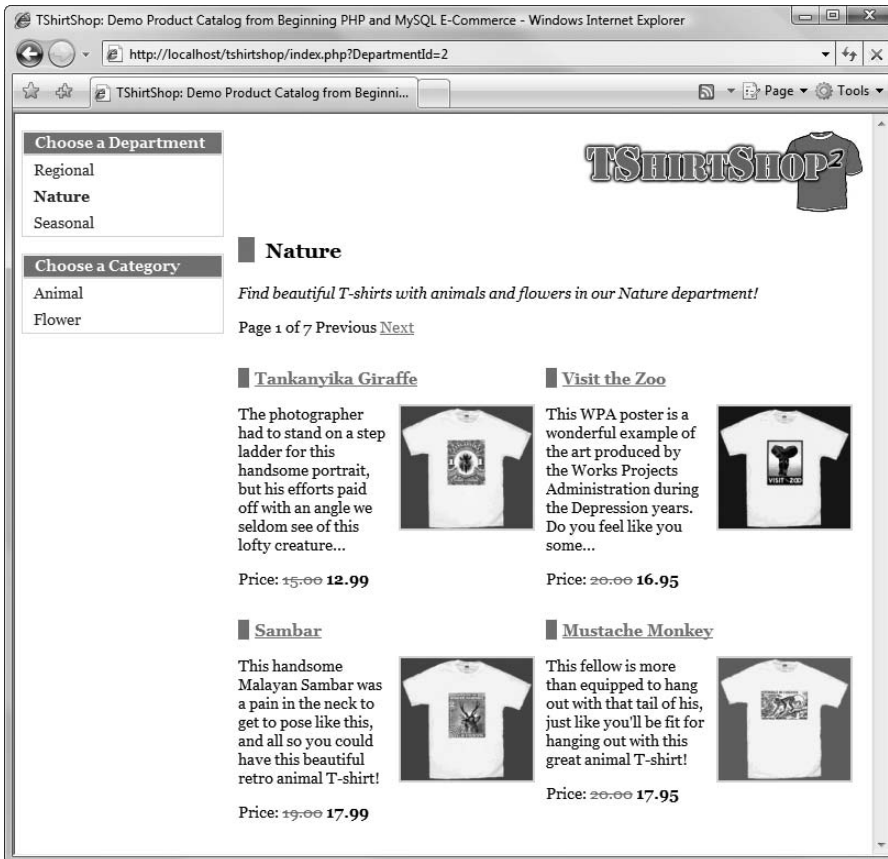 TShirtShop: Demo Product Catalog from Beginning PHP and MySQL E-Commerce - Windows Internet Explorer
http://localhost/tshirtshop/index.php?DepartmentId=2
TShirtShop: Demo Product Catalog from Beginni...
Page
Tools
Choose a Department
Regional
Nature
Seasonal
Choose a Category
Animal
Flower
TShirtShop²
Nature
Find beautiful T-shirts with animals and flowers in our Nature department!
Page 1 of 7 Previous Next
Tankanyika Giraffe
The photographer
had to stand on a step
ladder for this
handsome portrait,
but his efforts paid
off with an angle we
seldom see of this
lofty creature...
Price: 15.00 12.99
Visit the Zoo
This WPA poster is a
wonderful example of
the art produced by
the Works Projects
Administration during
the Depression years.
Do you feel like you
some...
VISIT THE ZOO
Price: 20.00 16.95
Sambar
This handsome
Malayan Sambar was
a pain in the neck to
get to pose like this,
and all so you could
have this beautiful
retro animal T-shirt!
Price: 19.00 17.99
Mustache Monkey
This fellow is more
than equipped to hang
out with that tail of his,
just like you'll be fit for
hanging out with this
great animal T-shirt!
Price: 20.00 17.95